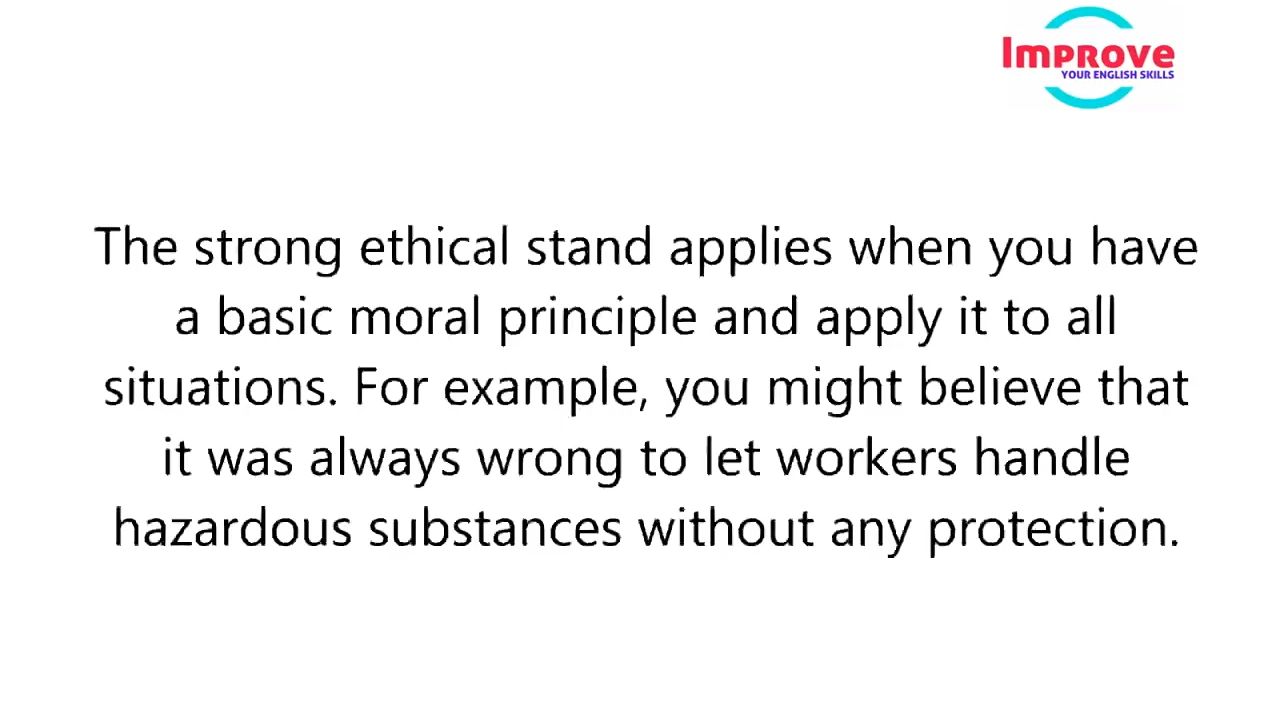 Improve
YOUR ENGLISH SKILLS
The strong ethical stand applies when you have
a basic moral principle and apply it to all
situations. For example, you might believe that
it was always wrong to let workers handle
hazardous substances without any protection.